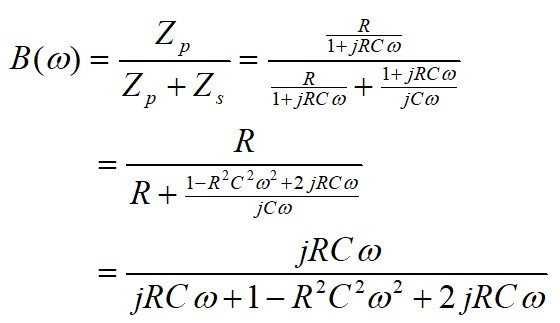 B(ω) = Z_p / (Z_p + Z_s) = (R / (1+jRCω)) / (R / (1+jRCω) + (1+jRCω) / jCω)
= R / (R + (1−R²C²ω²+2jRCω) / jCω)
= jRCω / (jRCω+1−R²C²ω²+2jRCω)